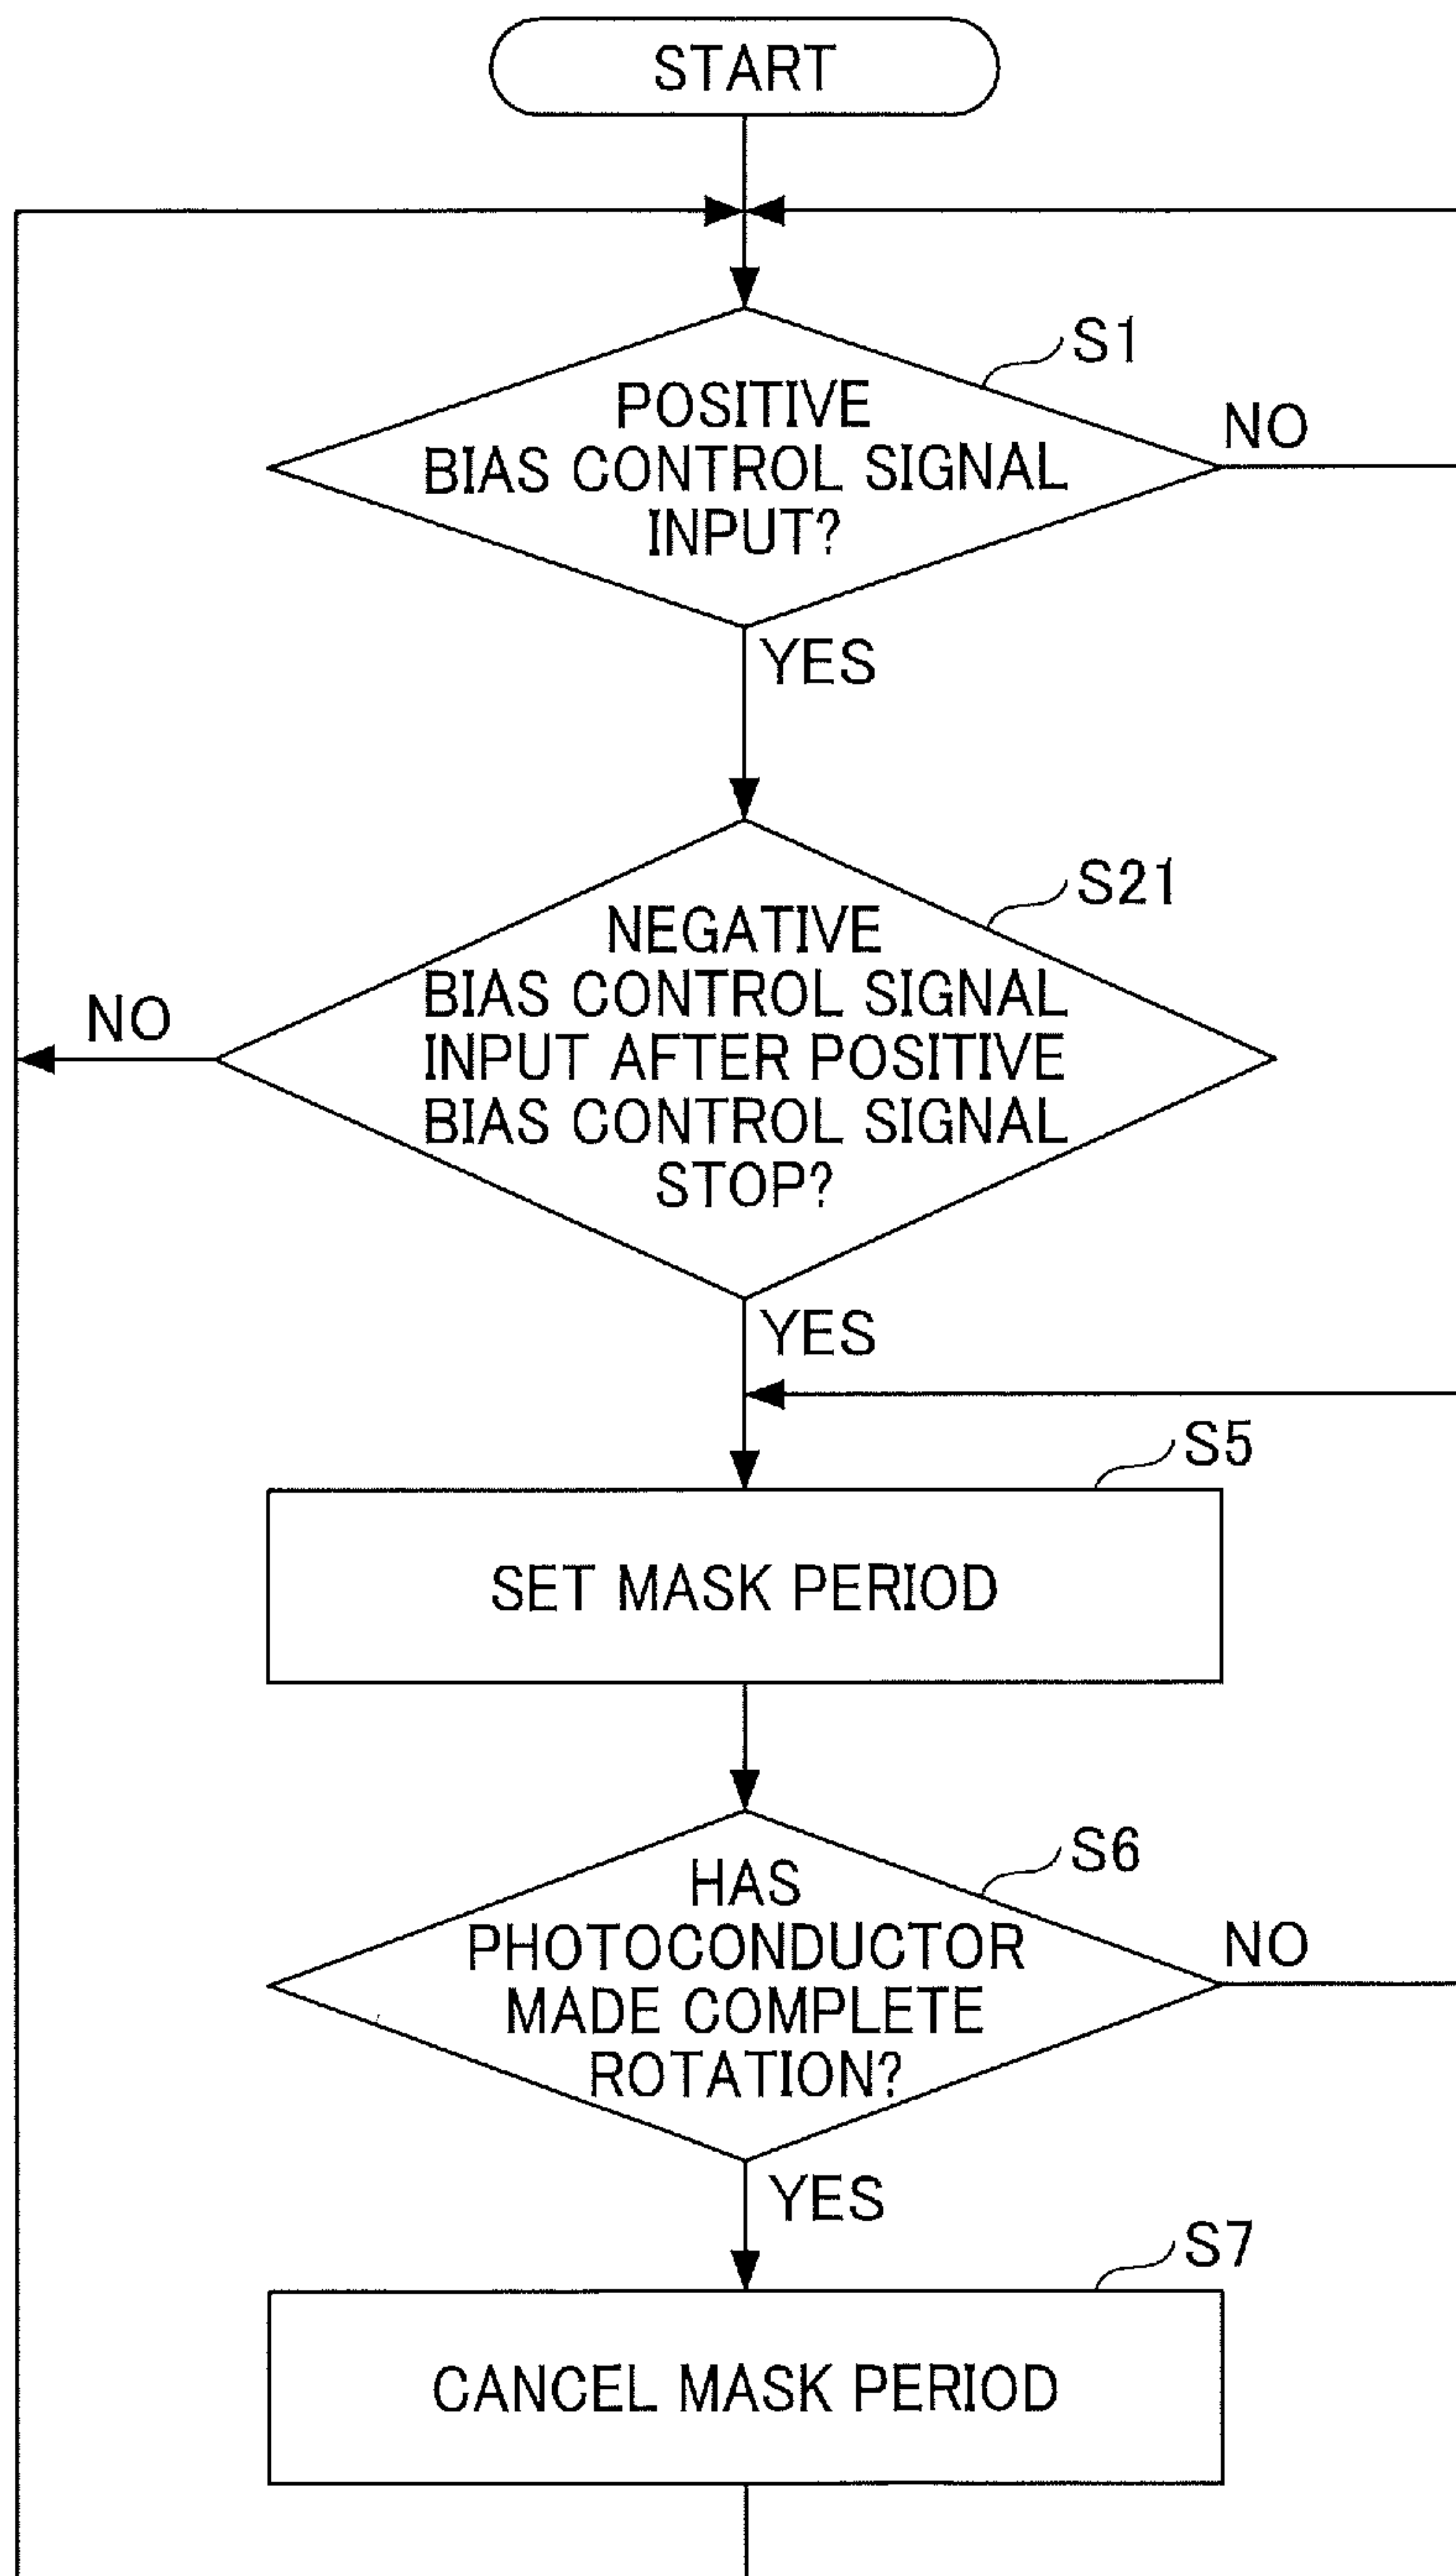 START
S1
POSITIVE
BIAS CONTROL SIGNAL
INPUT?
NO
YES
S21
NEGATIVE
BIAS CONTROL SIGNAL
INPUT AFTER POSITIVE
BIAS CONTROL SIGNAL
STOP?
NO
YES
S5
SET MASK PERIOD
S6
HAS
PHOTOCONDUCTOR
MADE COMPLETE
ROTATION?
NO
YES
S7
CANCEL MASK PERIOD